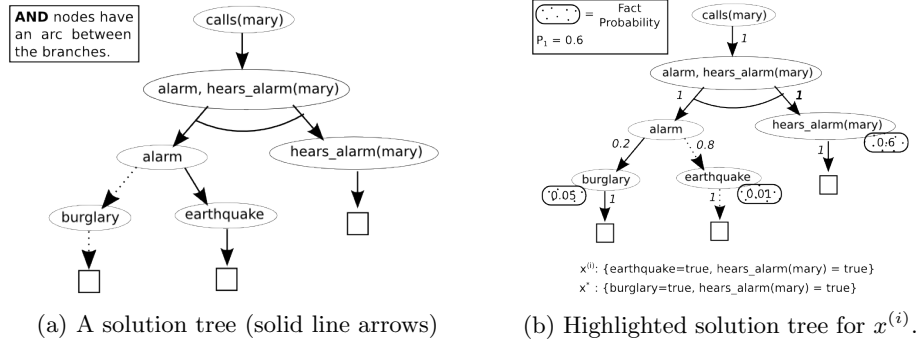 AND nodes have
an arc between
the branches.
calls(mary)
alarm, hears_alarm(mary)
alarm
hears_alarm(mary)
burglary
earthquake
(a) A solution tree (solid line arrows)
= Fact
Probability
P₁ = 0.6
calls(mary)
1
alarm, hears_alarm(mary)
1
1
alarm
hears_alarm(mary)
0.6
0.2
0.8
1
burglary
earthquake
0.05
1
1
0.01
x⁽ⁱ⁾: {earthquake=true, hears_alarm(mary) = true}
x* : {burglary=true, hears_alarm(mary) = true}
(b) Highlighted solution tree for x⁽ⁱ⁾.